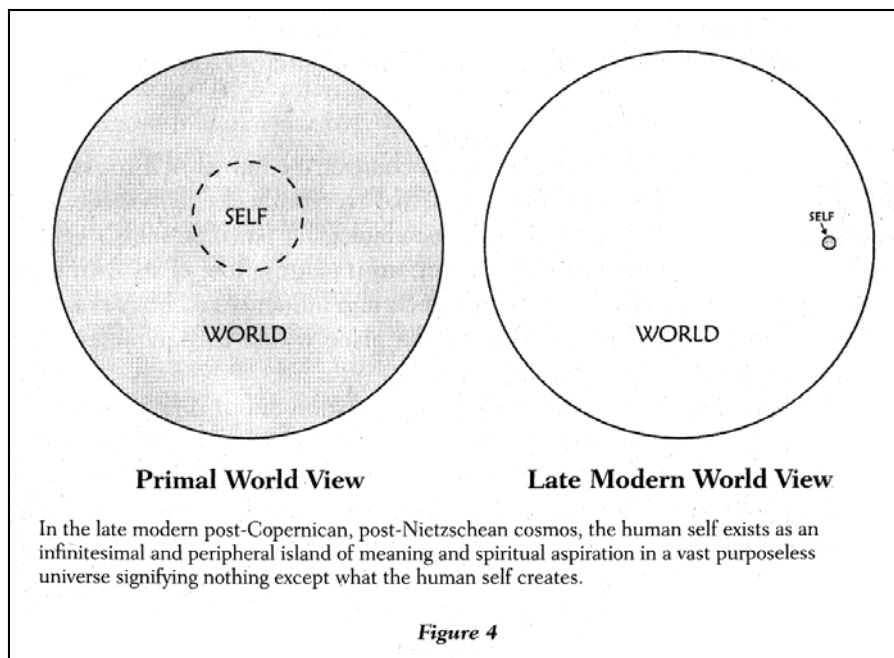 SELF
WORLD
SELF
WORLD
Primal World View
Late Modern World View
In the late modern post-Copernican, post-Nietzschean cosmos, the human self exists as an
infinitesimal and peripheral island of meaning and spiritual aspiration in a vast purposeless
universe signifying nothing except what the human self creates.
Figure 4